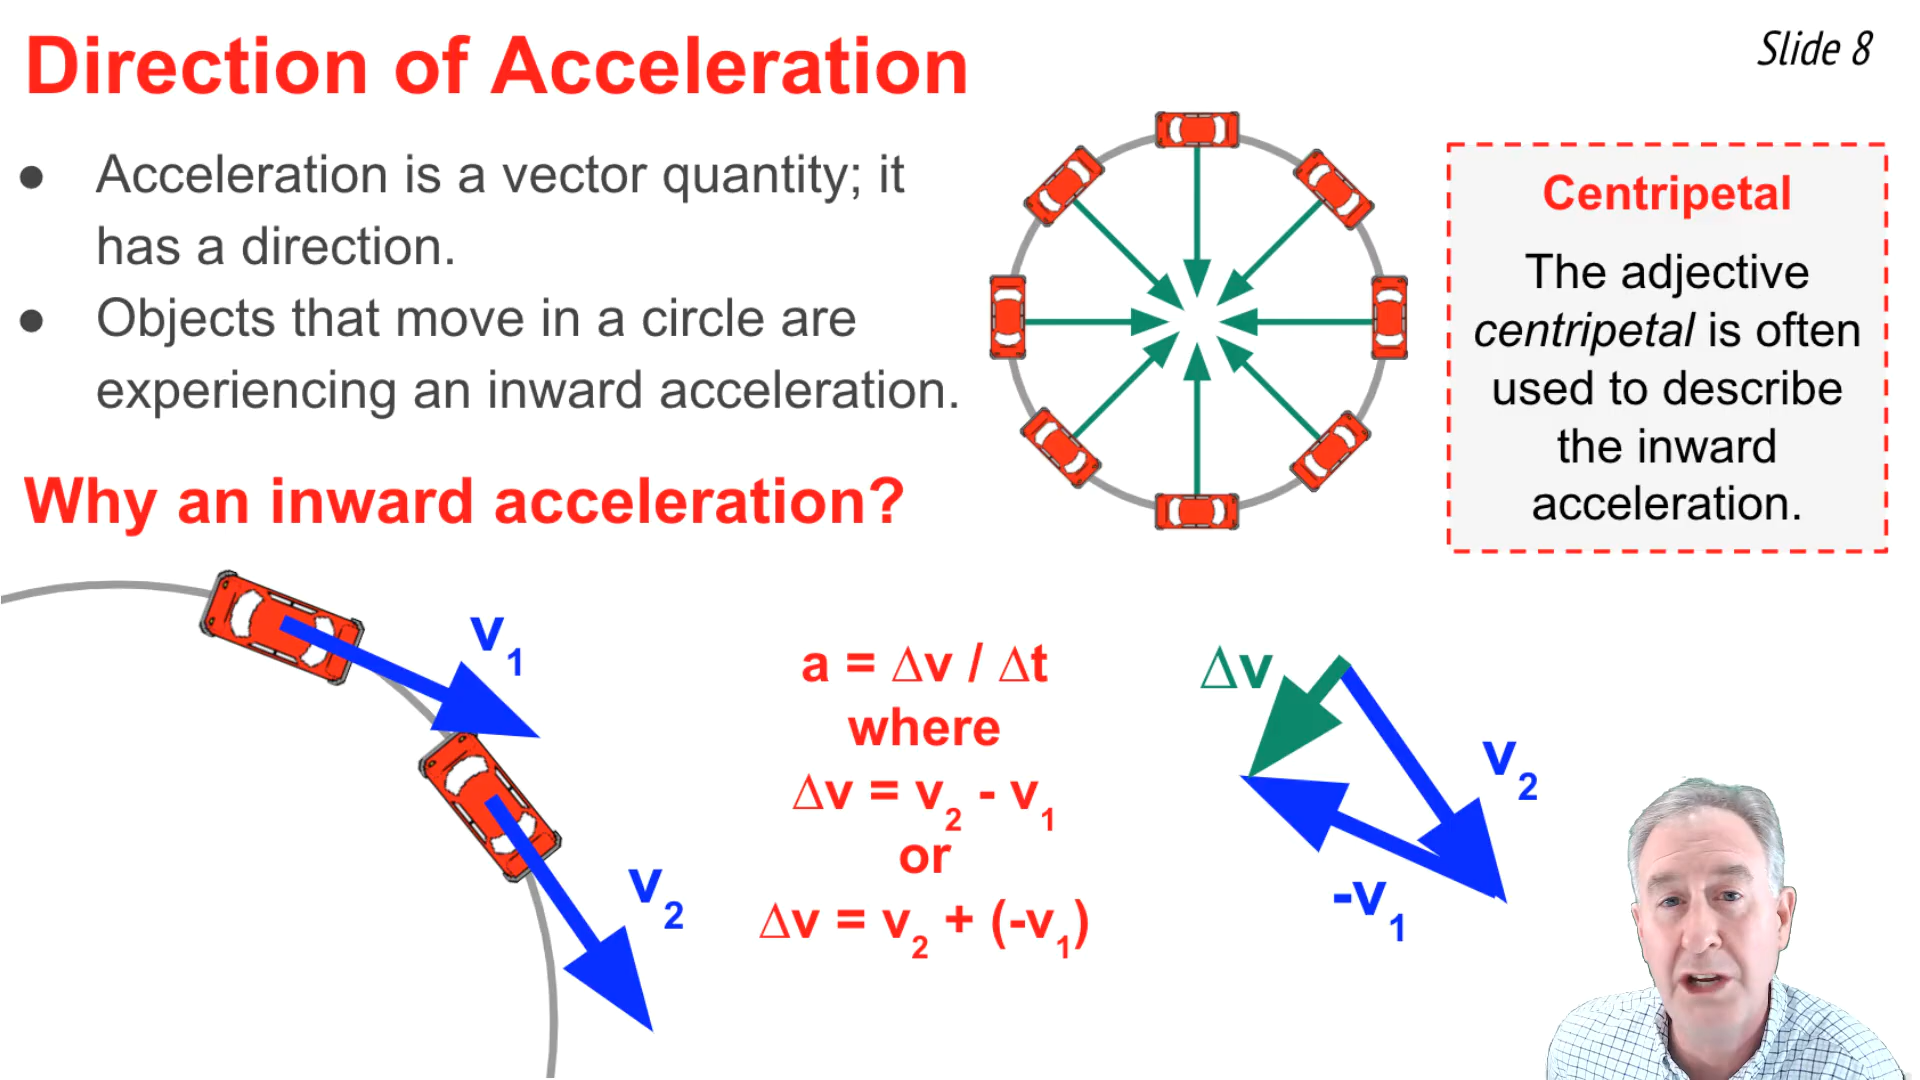 Direction of Acceleration
Slide 8
● Acceleration is a vector quantity; it
has a direction.
● Objects that move in a circle are
experiencing an inward acceleration.
Centripetal
The adjective
centripetal is often
used to describe
the inward
acceleration.
Why an inward acceleration?
v₁
v₂
a = Δv / Δt
where
Δv = v₂ - v₁
or
Δv = v₂ + (-v₁)
Δv
v₂
-v₁